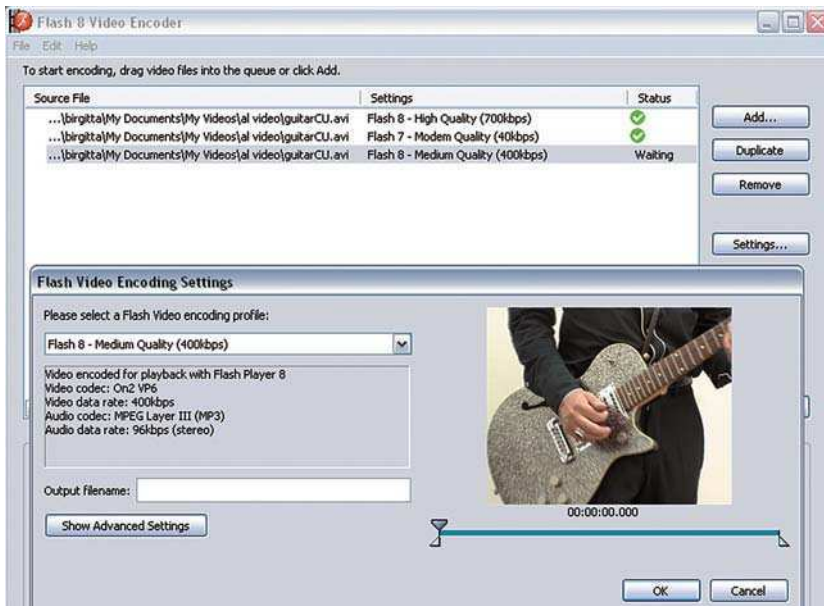 Flash 8 Video Encoder
File Edit Help
To start encoding, drag video files into the queue or click Add.
Source File Settings Status
...\birgitta\My Documents\My Videos\al video\guitarCU.avi Flash 8 - High Quality (700kbps)
...\birgitta\My Documents\My Videos\al video\guitarCU.avi Flash 7 - Modem Quality (40kbps)
...\birgitta\My Documents\My Videos\al video\guitarCU.avi Flash 8 - Medium Quality (400kbps) Waiting
Add...
Duplicate
Remove
Settings...
Flash Video Encoding Settings
Please select a Flash Video encoding profile:
Flash 8 - Medium Quality (400kbps)
Video encoded for playback with Flash Player 8
Video codec: On2 VP6
Video data rate: 400kbps
Audio codec: MPEG Layer III (MP3)
Audio data rate: 96kbps (stereo)
Output filename:
Show Advanced Settings
00:00:00.000
OK Cancel